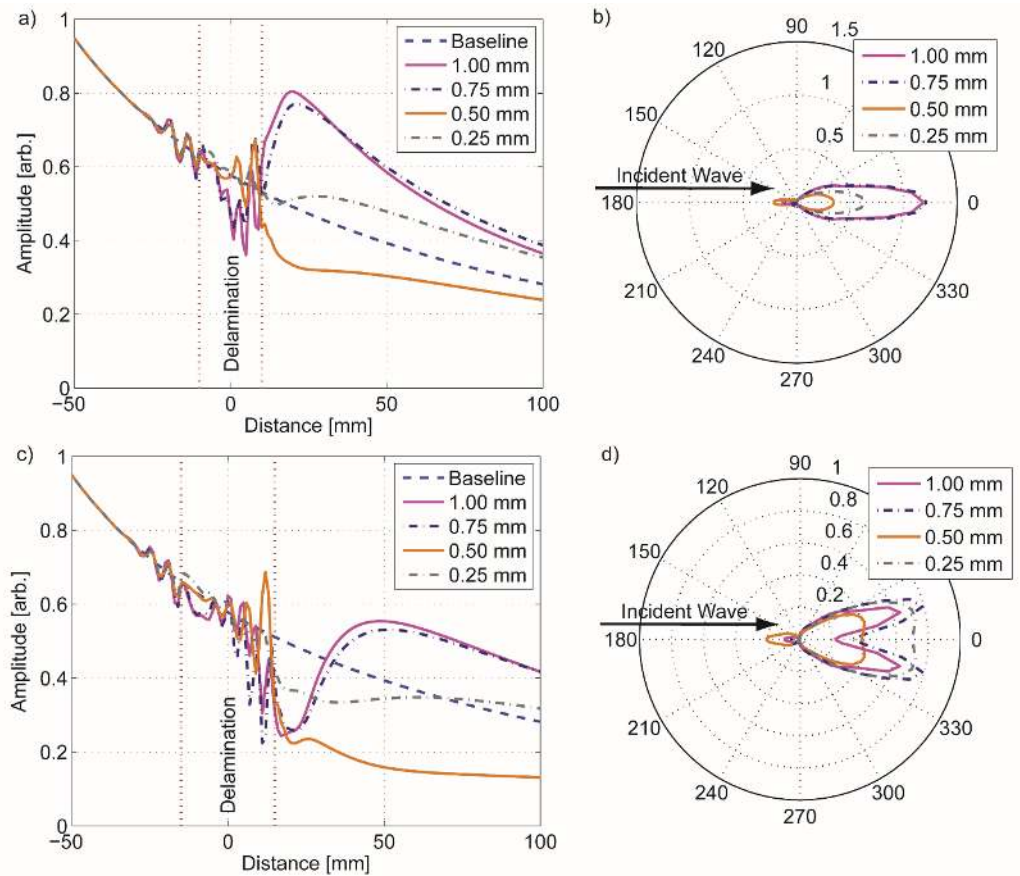 a)
1
0.8
0.6
0.4
0.2
0
Amplitude [arb.]
Baseline
1.00 mm
0.75 mm
0.50 mm
0.25 mm
Delamination
−50
0
50
100
Distance [mm]
b)
90
1.5
120
1
150
0.5
Incident Wave
180
0
210
330
240
300
270
1.00 mm
0.75 mm
0.50 mm
0.25 mm
c)
1
0.8
0.6
0.4
0.2
0
Amplitude [arb.]
Baseline
1.00 mm
0.75 mm
0.50 mm
0.25 mm
Delamination
−50
0
50
100
Distance [mm]
d)
90
1
120
0.8
0.6
150
0.4
0.2
Incident Wave
180
0
210
330
240
300
270
1.00 mm
0.75 mm
0.50 mm
0.25 mm